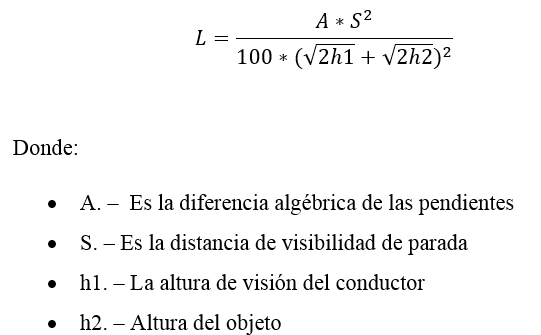 L = \frac{A * S^2}{100 * (\sqrt{2h1} + \sqrt{2h2})^2}
Donde:
• A. – Es la diferencia algébrica de las pendientes
• S. – Es la distancia de visibilidad de parada
• h1. – La altura de visión del conductor
• h2. – Altura del objeto